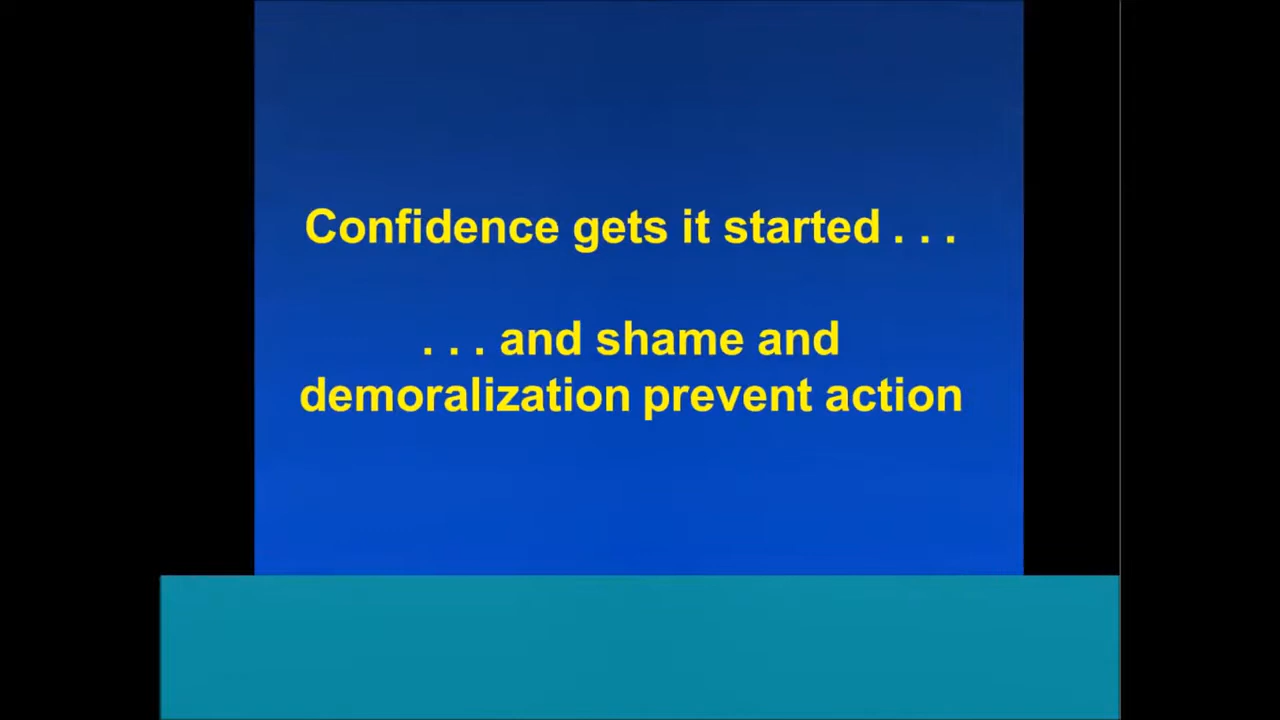 Confidence gets it started . . .
. . . and shame and
demoralization prevent action